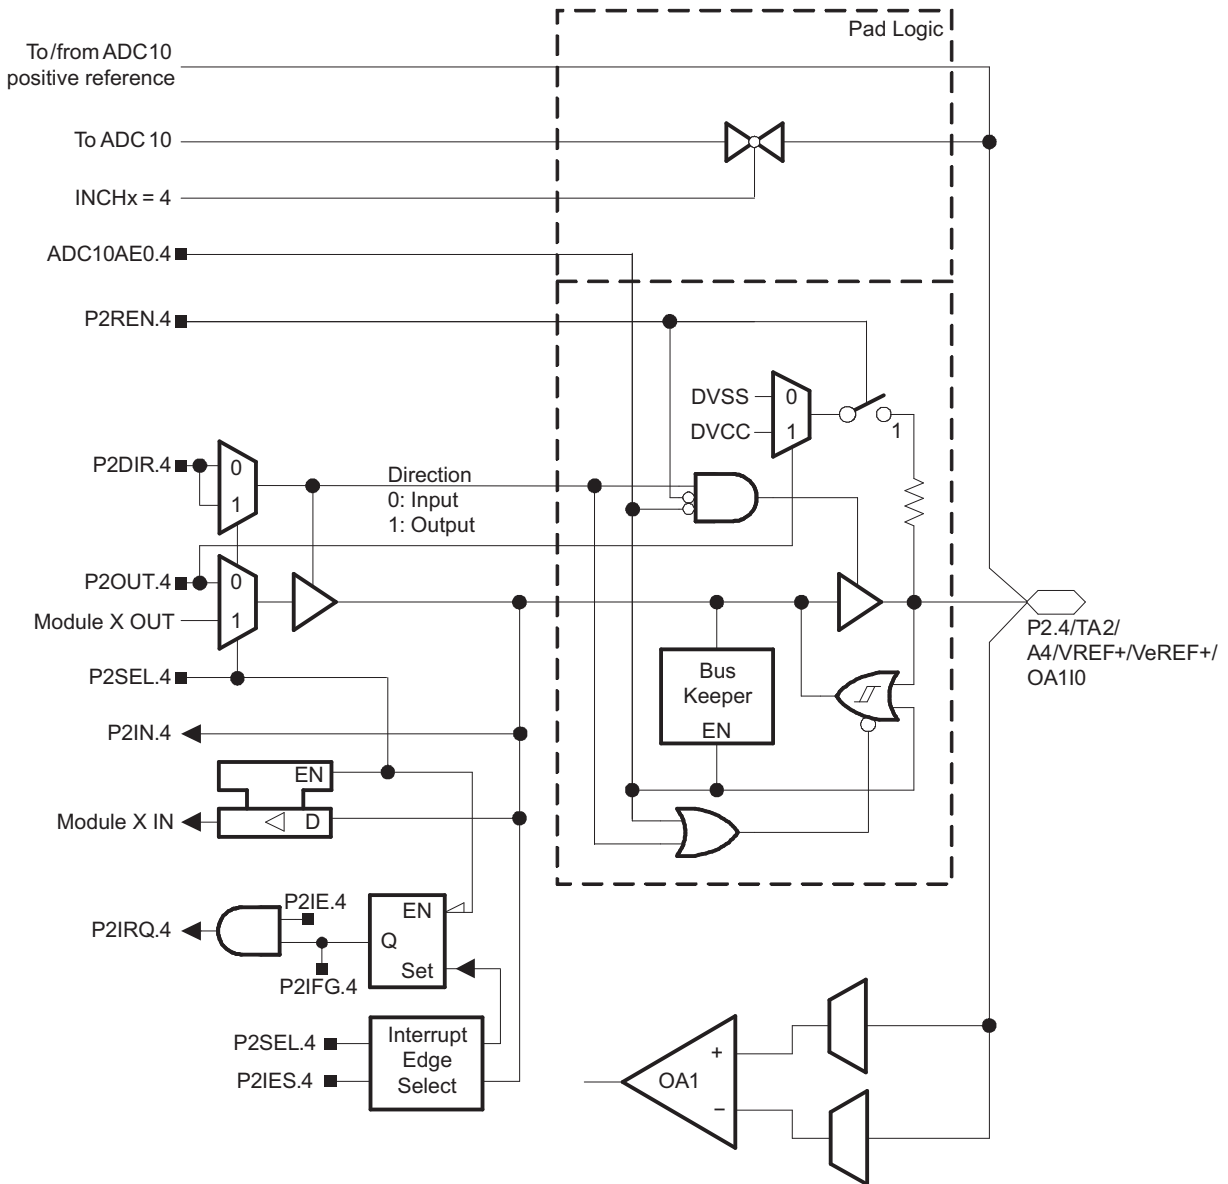 Pad Logic
To/from ADC10
positive reference
To ADC 10
INCHx = 4
ADC10AE0.4
P2REN.4
DVSS
0
DVCC
1
1
P2DIR.4
0
1
Direction
0: Input
1: Output
P2OUT.4
0
Module X OUT
1
P2SEL.4
P2.4/TA2/
A4/VREF+/VeREF+/
OA1I0
Bus
Keeper
EN
P2IN.4
EN
Module X IN
D
P2IE.4
P2IRQ.4
EN
Q
Set
P2IFG.4
P2SEL.4
P2IES.4
Interrupt
Edge
Select
+
OA1
−